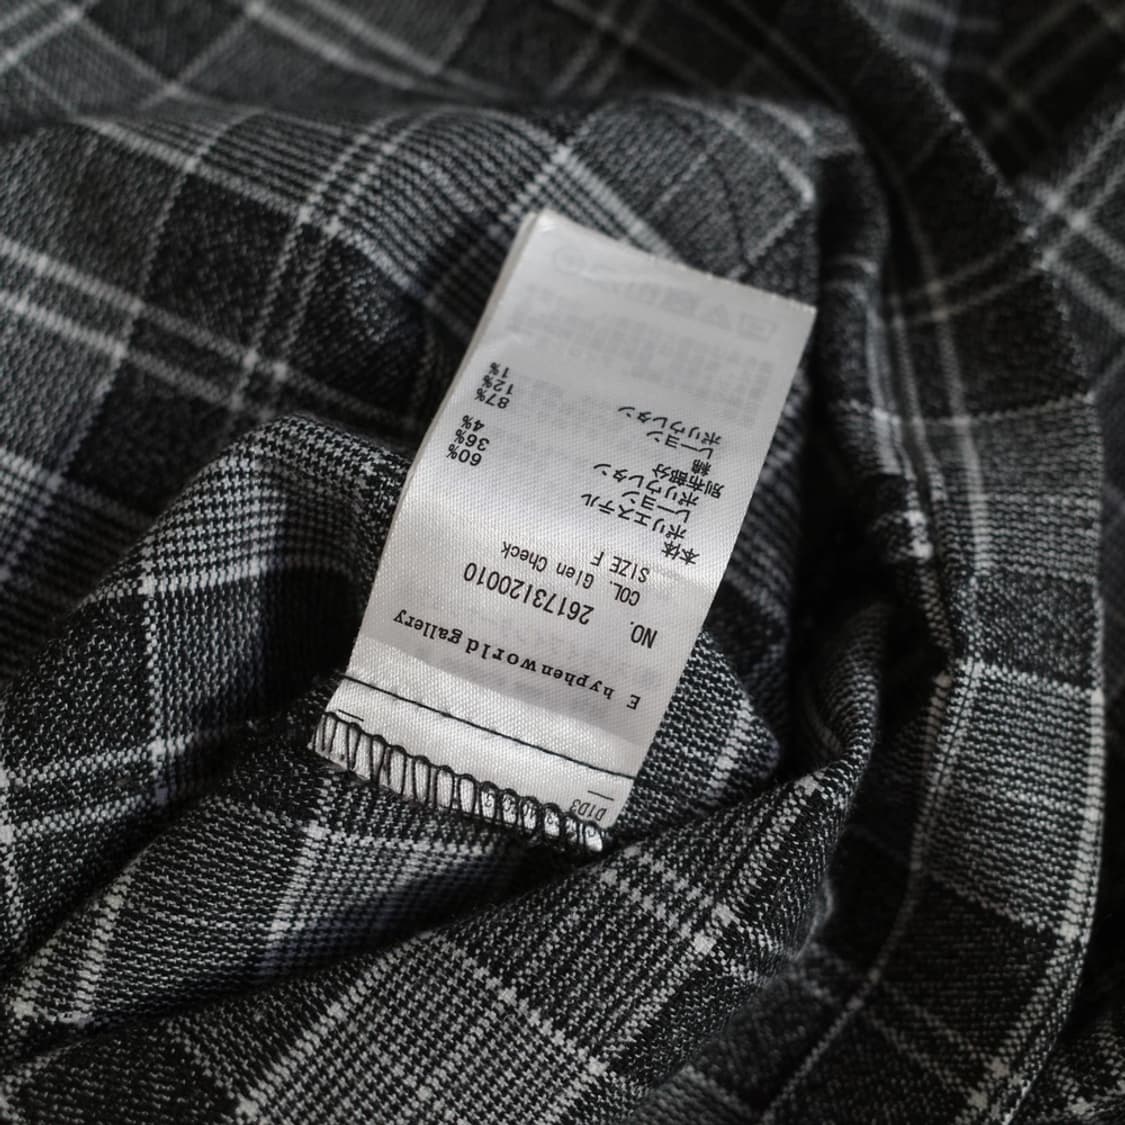 E hyphenworld gallery
NO. 26173120010
COL. Glen Check
SIZE F
本体
ポリエステル 60%
レーヨン 36%
ポリウレタン 4%
別布部分
綿 87%
レーヨン 12%
ポリウレタン 1%
D1D3